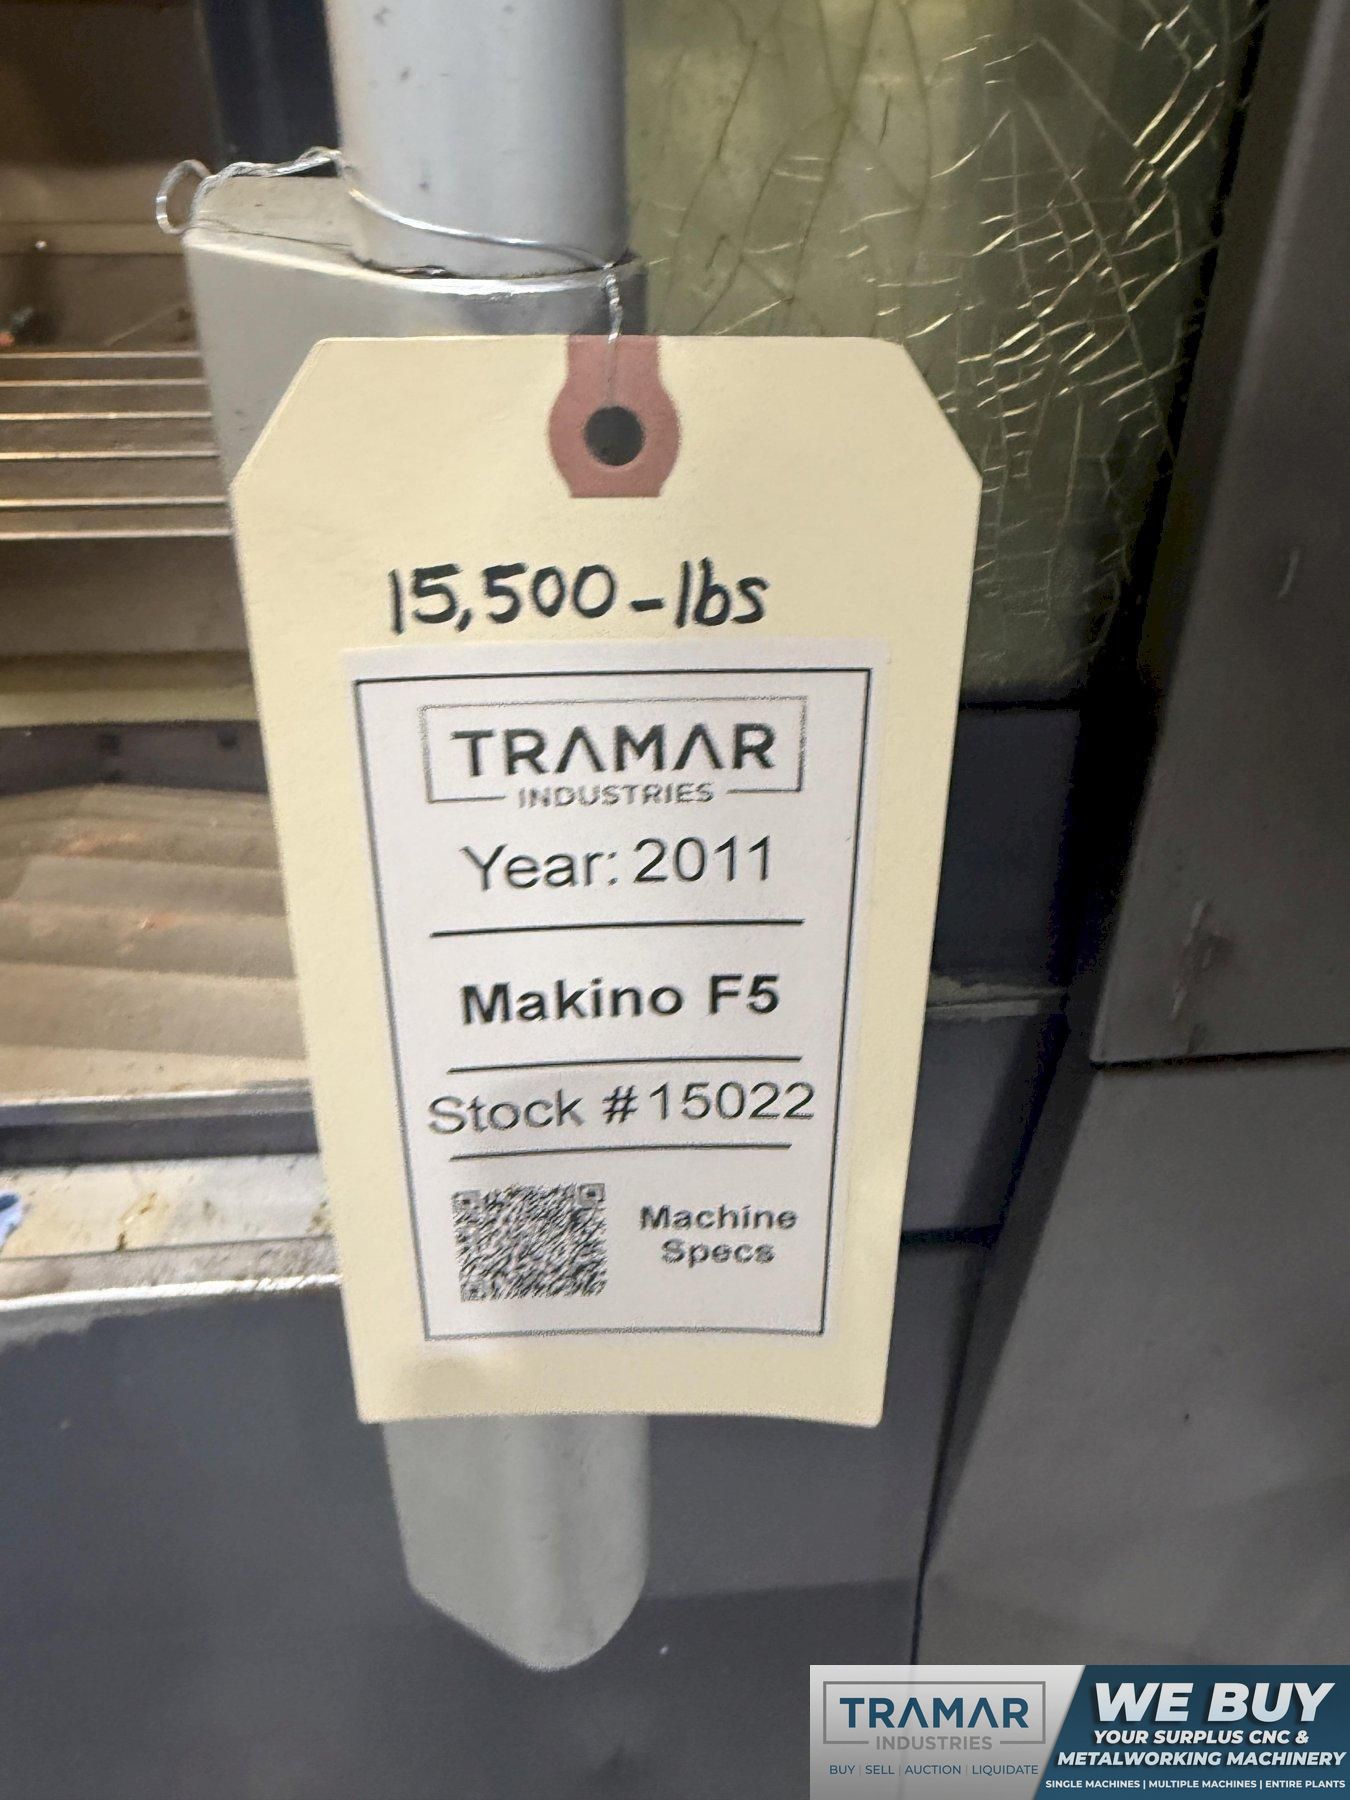 15,500-lbs
TRAMAR
INDUSTRIES
Year: 2011
Makino F5
Stock #15022
Machine
Specs
TRAMAR
INDUSTRIES
BUY | SELL | AUCTION | LIQUIDATE
WE BUY
YOUR SURPLUS CNC &
METALWORKING MACHINERY
SINGLE MACHINES | MULTIPLE MACHINES | ENTIRE PLANTS